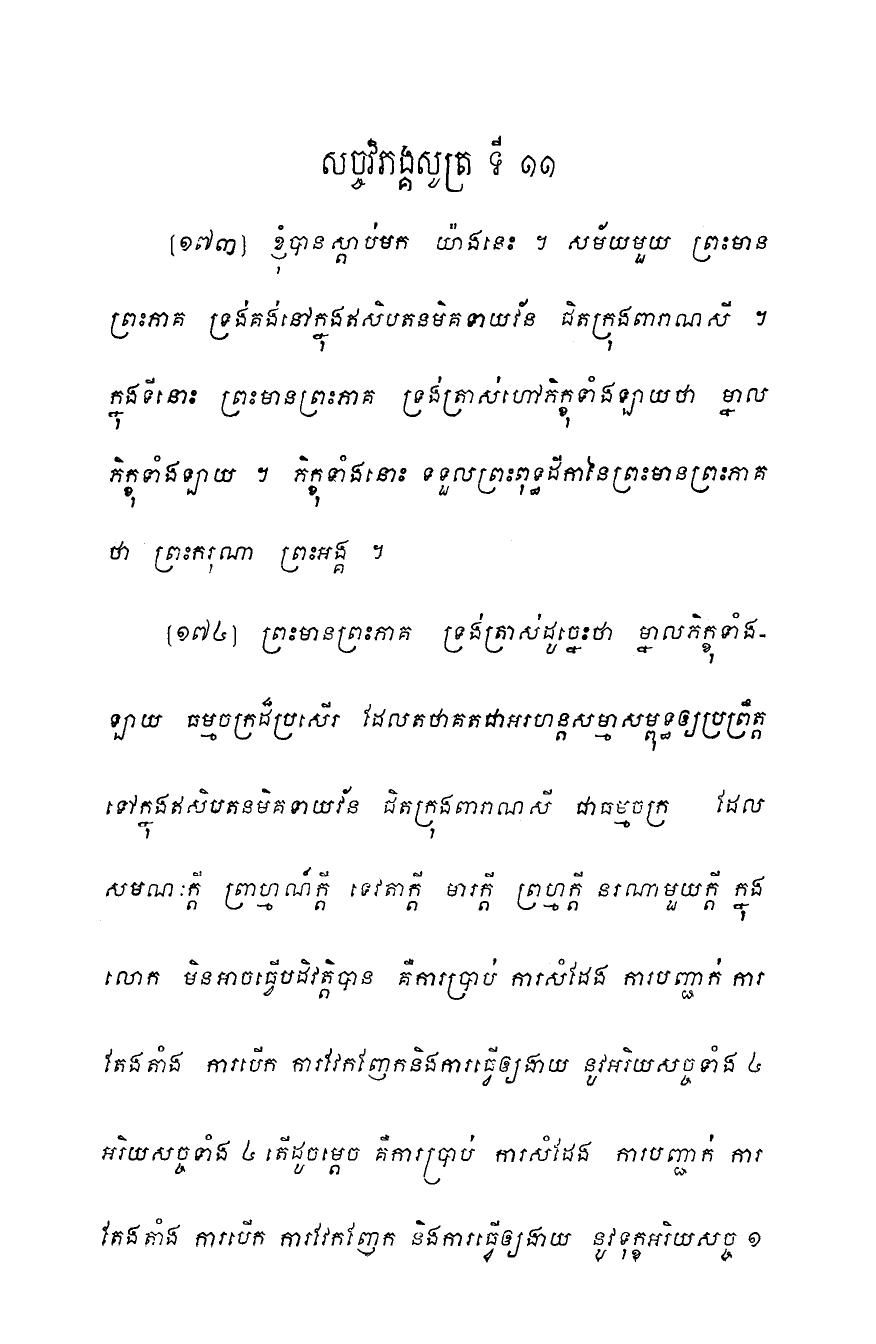 សច្ចវិភង្គសូត្រ ទី ១១
[១៧៣] ខ្ញុំបានស្តាប់មក យ៉ាងនេះ ។ សម័យមួយ ព្រះមាន
ព្រះភាគ ទ្រង់គង់នៅក្នុងឥសិបតនមិគទាយវ័ន ជិតក្រុងពារាណសី ។
ក្នុងទីនោះ ព្រះមានព្រះភាគ ទ្រង់ត្រាស់ហៅភិក្ខុទាំងឡាយថា ម្នាល
ភិក្ខុទាំងឡាយ ។ ភិក្ខុទាំងនោះ ទទួលព្រះពុទ្ធដីកានៃព្រះមានព្រះភាគ
ថា ព្រះករុណា ព្រះអង្គ ។
[១៧៤] ព្រះមានព្រះភាគ ទ្រង់ត្រាស់ដូច្នេះថា ម្នាលភិក្ខុទាំង-
ឡាយ ធម្មចក្រដ៏ប្រសើរ ដែលតថាគតជាអរហន្តសម្មាសម្ពុទ្ធឲ្យប្រព្រឹត្ត
ទៅក្នុងឥសិបតនមិគទាយវ័ន ជិតក្រុងពារាណសី ជាធម្មចក្រ ដែល
សមណៈក្តី ព្រាហ្មណ៍ក្តី ទេវតាក្តី មារក្តី ព្រហ្មក្តី នរណាមួយក្តី ក្នុង
លោក មិនអាចធ្វើបដិវត្តិបាន គឺការប្រាប់ ការសំដែង ការបញ្ជាក់ ការ
តែងតាំង ការបើក ការវែកញែកនិងការធ្វើឲ្យងាយ នូវអរិយសច្ចទាំង ៤
អរិយសច្ចទាំង ៤ តើដូចម្តេច គឺការប្រាប់ ការសំដែង ការបញ្ជាក់ ការ
តែងតាំង ការបើក ការវែកញែក និងការធ្វើឲ្យងាយ នូវទុក្ខអរិយសច្ច ១